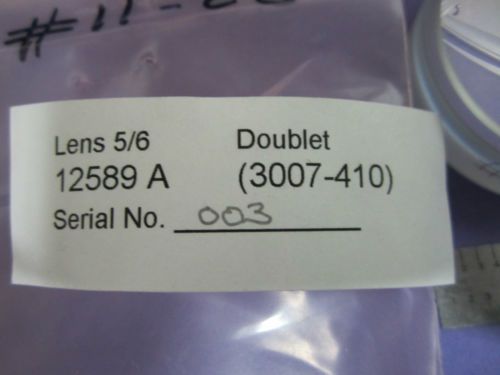 Lens 5/6 Doublet
12589 A (3007-410)
Serial No. 003